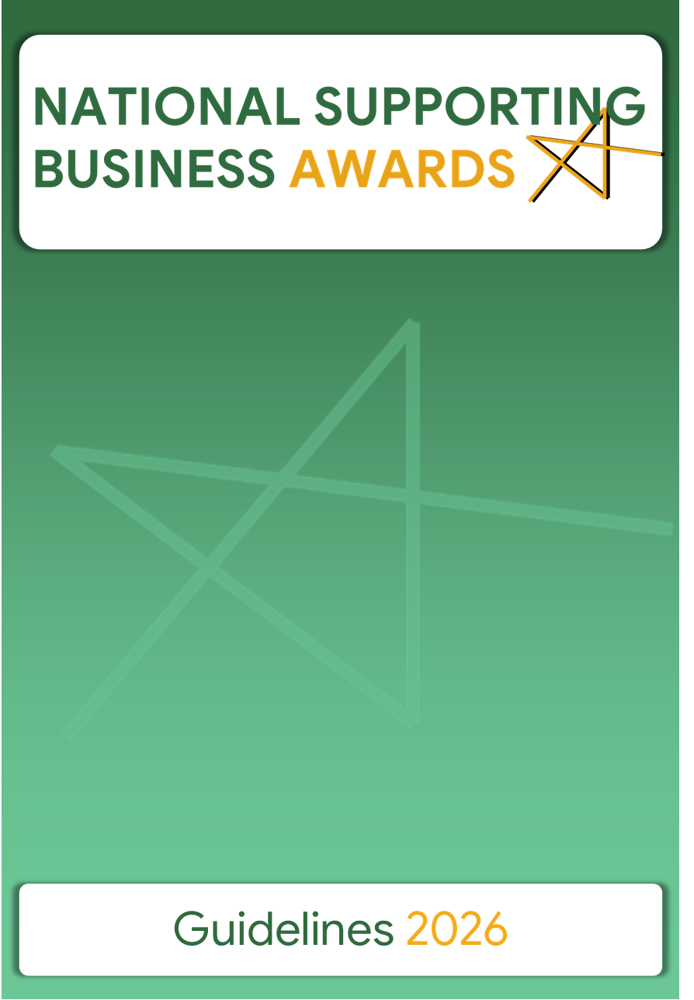 NATIONAL SUPPORTING
BUSINESS AWARDS
Guidelines 2026